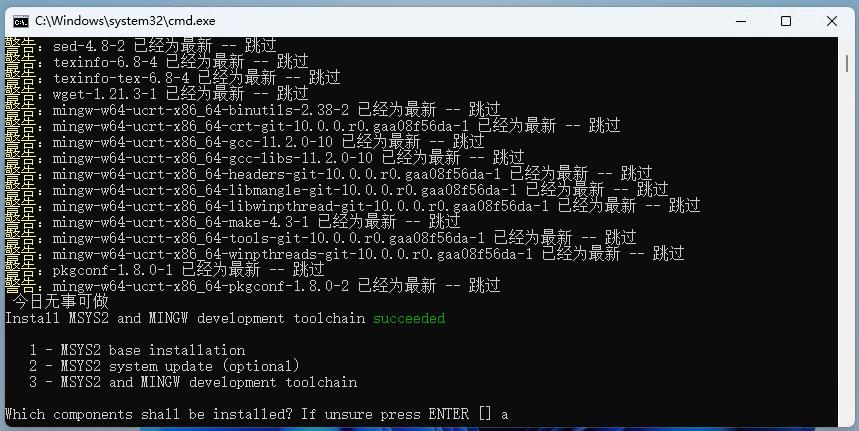 C:\Windows\system32\cmd.exe
警告：sed-4.8-2 已经为最新 -- 跳过
警告：texinfo-6.8-4 已经为最新 -- 跳过
警告：texinfo-tex-6.8-4 已经为最新 -- 跳过
警告：wget-1.21.3-1 已经为最新 -- 跳过
警告：mingw-w64-ucrt-x86_64-binutils-2.38-2 已经为最新 -- 跳过
警告：mingw-w64-ucrt-x86_64-crt-git-10.0.0.r0.gaa08f56da-1 已经为最新 -- 跳过
警告：mingw-w64-ucrt-x86_64-gcc-11.2.0-10 已经为最新 -- 跳过
警告：mingw-w64-ucrt-x86_64-gcc-libs-11.2.0-10 已经为最新 -- 跳过
警告：mingw-w64-ucrt-x86_64-headers-git-10.0.0.r0.gaa08f56da-1 已经为最新 -- 跳过
警告：mingw-w64-ucrt-x86_64-libmangle-git-10.0.0.r0.gaa08f56da-1 已经为最新 -- 跳过
警告：mingw-w64-ucrt-x86_64-libwinpthread-git-10.0.0.r0.gaa08f56da-1 已经为最新 -- 跳过
警告：mingw-w64-ucrt-x86_64-make-4.3-1 已经为最新 -- 跳过
警告：mingw-w64-ucrt-x86_64-tools-git-10.0.0.r0.gaa08f56da-1 已经为最新 -- 跳过
警告：mingw-w64-ucrt-x86_64-winpthreads-git-10.0.0.r0.gaa08f56da-1 已经为最新 -- 跳过
警告：pkgconf-1.8.0-1 已经为最新 -- 跳过
警告：mingw-w64-ucrt-x86_64-pkgconf-1.8.0-2 已经为最新 -- 跳过
今日无事可做
Install MSYS2 and MINGW development toolchain succeeded
1 - MSYS2 base installation
2 - MSYS2 system update (optional)
3 - MSYS2 and MINGW development toolchain
Which components shall be installed? If unsure press ENTER [] a